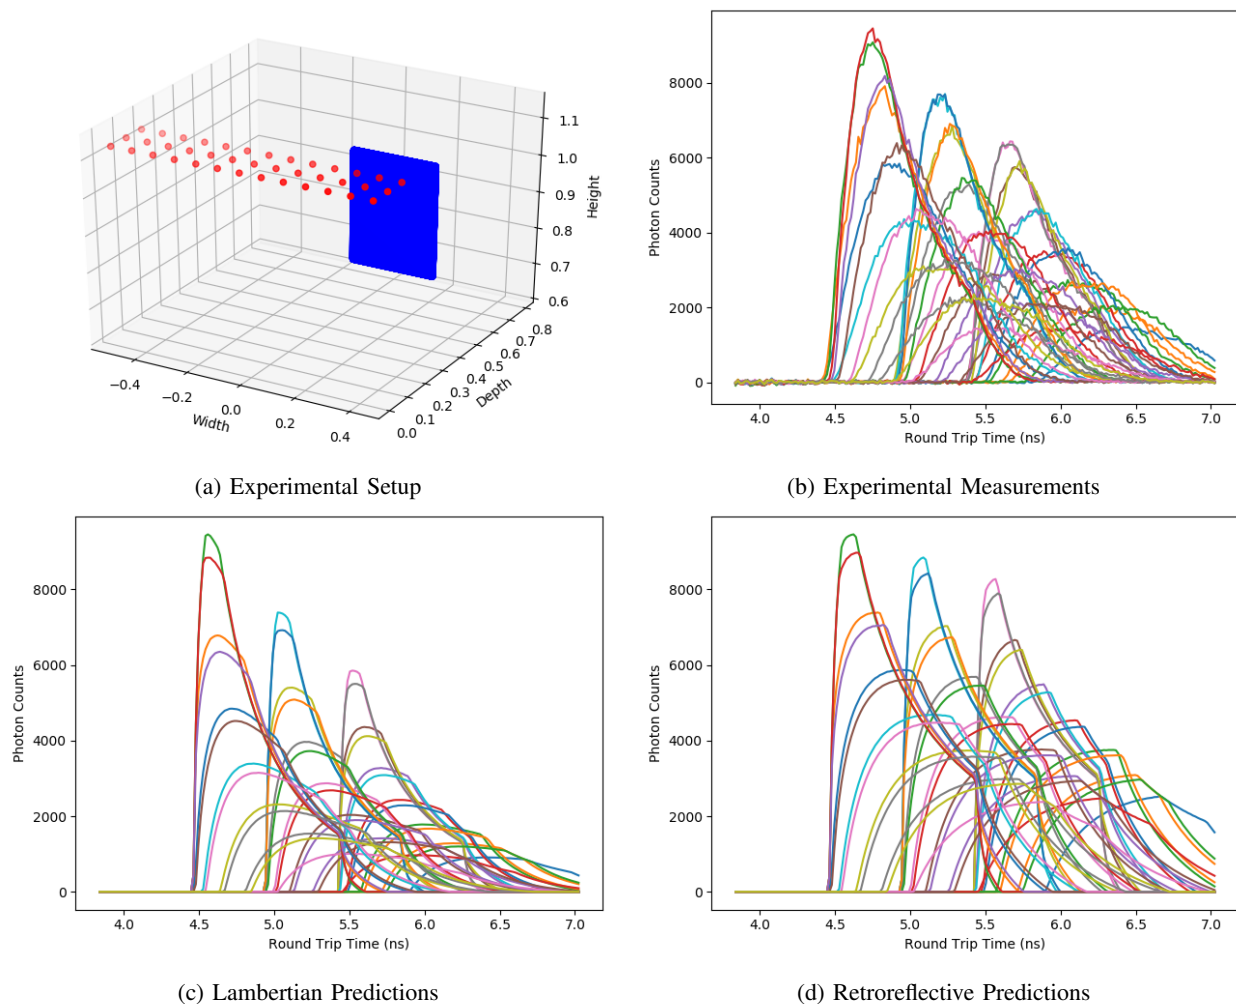 1.1
1.0
0.9
0.8
0.7
0.6
Height
0.8
0.7
0.6
0.5
0.4
0.3
0.2
0.1
0.0
Depth
−0.4
−0.2
0.0
0.2
0.4
Width
(a) Experimental Setup
8000
6000
4000
2000
0
Photon Counts
4.0 4.5 5.0 5.5 6.0 6.5 7.0
Round Trip Time (ns)
(b) Experimental Measurements
8000
6000
4000
2000
0
Photon Counts
4.0 4.5 5.0 5.5 6.0 6.5 7.0
Round Trip Time (ns)
(c) Lambertian Predictions
8000
6000
4000
2000
0
Photon Counts
4.0 4.5 5.0 5.5 6.0 6.5 7.0
Round Trip Time (ns)
(d) Retroreflective Predictions